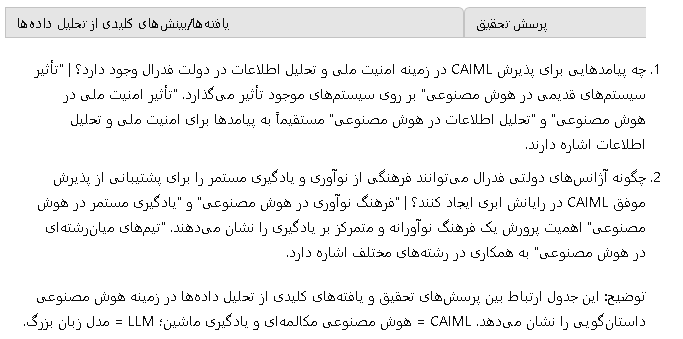 پرسش تحقیق
یافته‌ها/بینش‌های کلیدی از تحلیل داده‌ها
1. چه پیامدهایی برای پذیرش CAIML در زمینه امنیت ملی و تحلیل اطلاعات در دولت فدرال وجود دارد؟ | "تأثیر
سیستم‌های قدیمی در هوش مصنوعی" بر روی سیستم‌های موجود تأثیر می‌گذارد. "تأثیر امنیت ملی در
هوش مصنوعی" و "تحلیل اطلاعات در هوش مصنوعی" مستقیماً به پیامدها برای امنیت ملی و تحلیل
اطلاعات اشاره دارند.
2. چگونه آژانس‌های دولتی فدرال می‌توانند فرهنگی از نوآوری و یادگیری مستمر را برای پشتیبانی از پذیرش
موفق CAIML در رایانش ابری ایجاد کنند؟ | "فرهنگ نوآوری در هوش مصنوعی" و "یادگیری مستمر در هوش
مصنوعی" اهمیت پرورش یک فرهنگ نوآورانه و متمرکز بر یادگیری را نشان می‌دهند. "تیم‌های میان‌رشته‌ای
در هوش مصنوعی" به همکاری در رشته‌های مختلف اشاره دارد.
توضیح: این جدول ارتباط بین پرسش‌های تحقیق و یافته‌های کلیدی از تحلیل داده‌ها در زمینه هوش مصنوعی
داستان‌گویی را نشان می‌دهد. CAIML = هوش مصنوعی مکالمه‌ای و یادگیری ماشین؛ LLM = مدل زبان بزرگ.